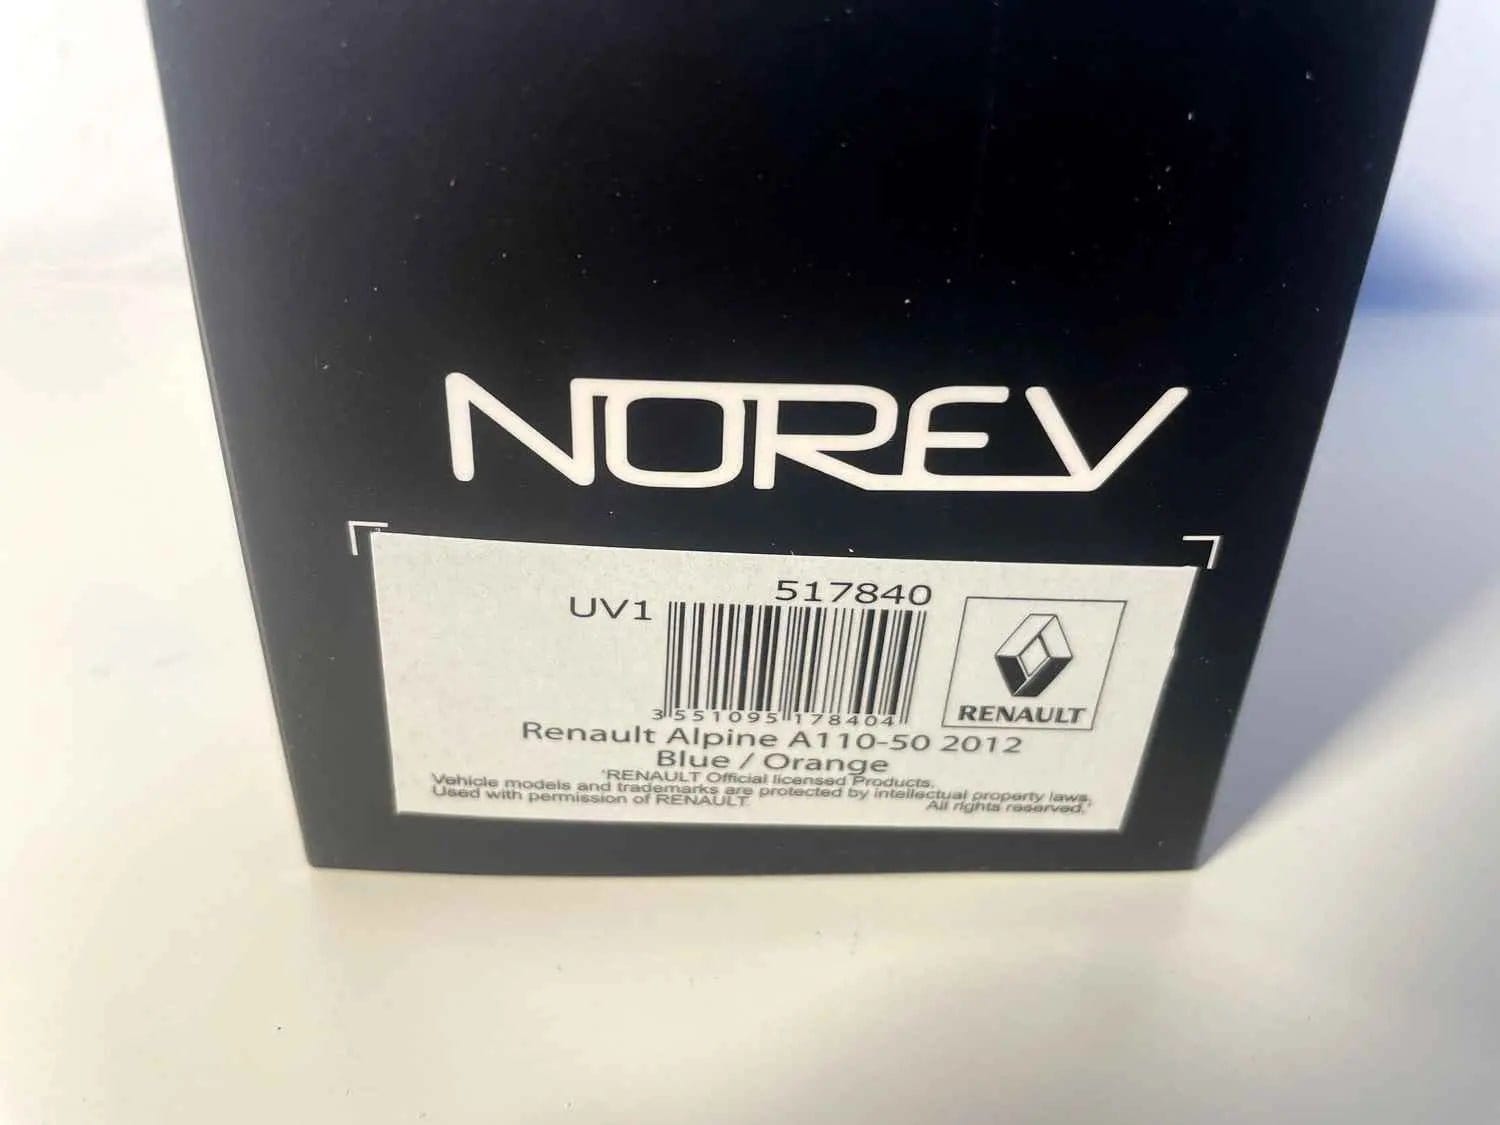 NOREV
517840
UV1
RENAULT
3 551095 178404
Renault Alpine A110-50 2012
Blue / Orange
'RENAULT Official licensed Products.
Vehicle models and trademarks are protected by intellectual property laws.
Used with permission of RENAULT. All rights reserved.'